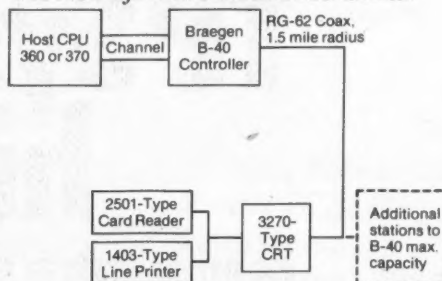 Host CPU
360 or 370
Channel
Braegen
B-40
Controller
RG-62 Coax,
1.5 mile radius
2501-Type
Card Reader
1403-Type
Line Printer
3270-
Type
CRT
Additional
stations to
B-40 max.
capacity